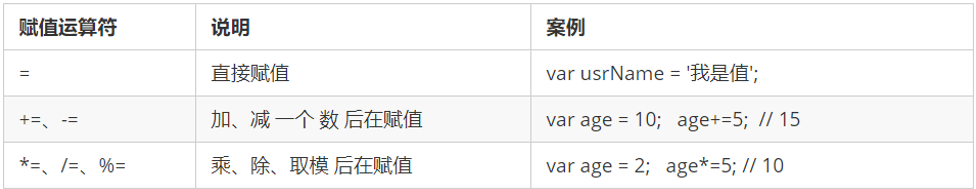 赋值运算符 说明 案例
= 直接赋值 var usrName = '我是值';
+=、-= 加、减 一个 数 后在赋值 var age = 10; age+=5; // 15
*=、/=、%= 乘、除、取模 后在赋值 var age = 2; age*=5; // 10